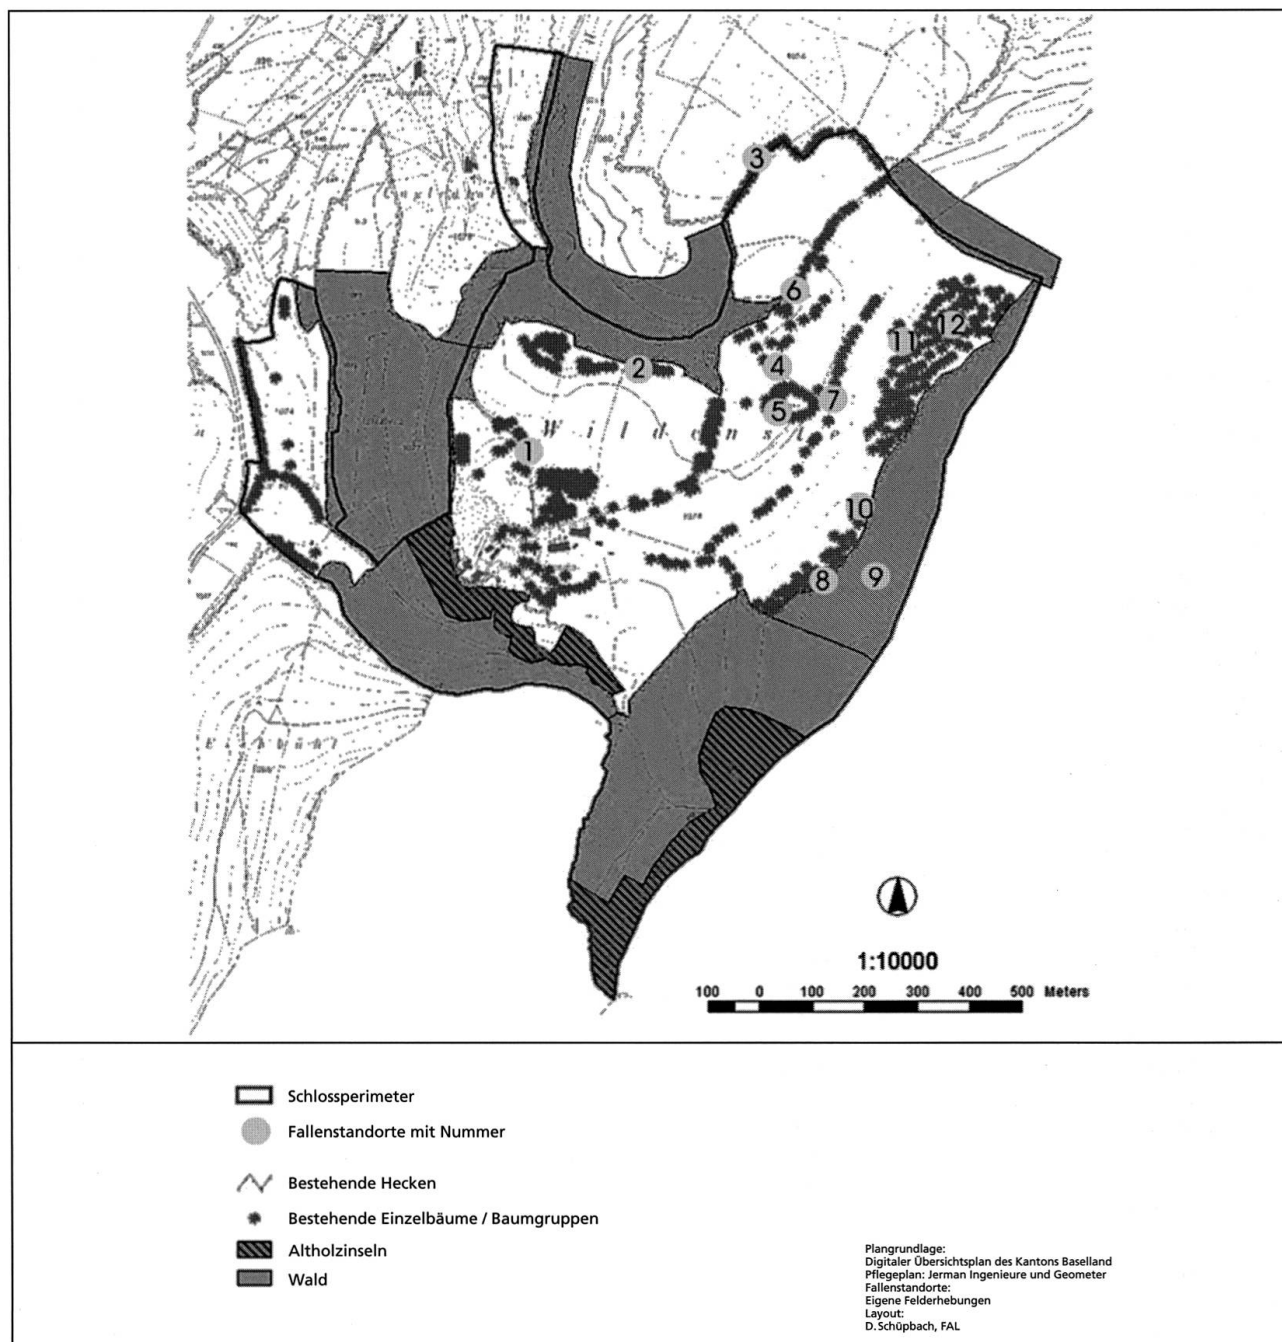 3
6
12
11
2
4
7
5
W i l d e n s t e
1
10
8
9
1:10000
100 0 100 200 300 400 500 Meters
Schlossperimeter
Fallenstandorte mit Nummer
Bestehende Hecken
Bestehende Einzelbäume / Baumgruppen
Altholzinseln
Wald
Plangrundlage:
Digitaler Übersichtsplan des Kantons Baselland
Pflegeplan: Jerman Ingenieure und Geometer
Fallenstandorte:
Eigene Felderhebungen
Layout:
D. Schüpbach, FAL